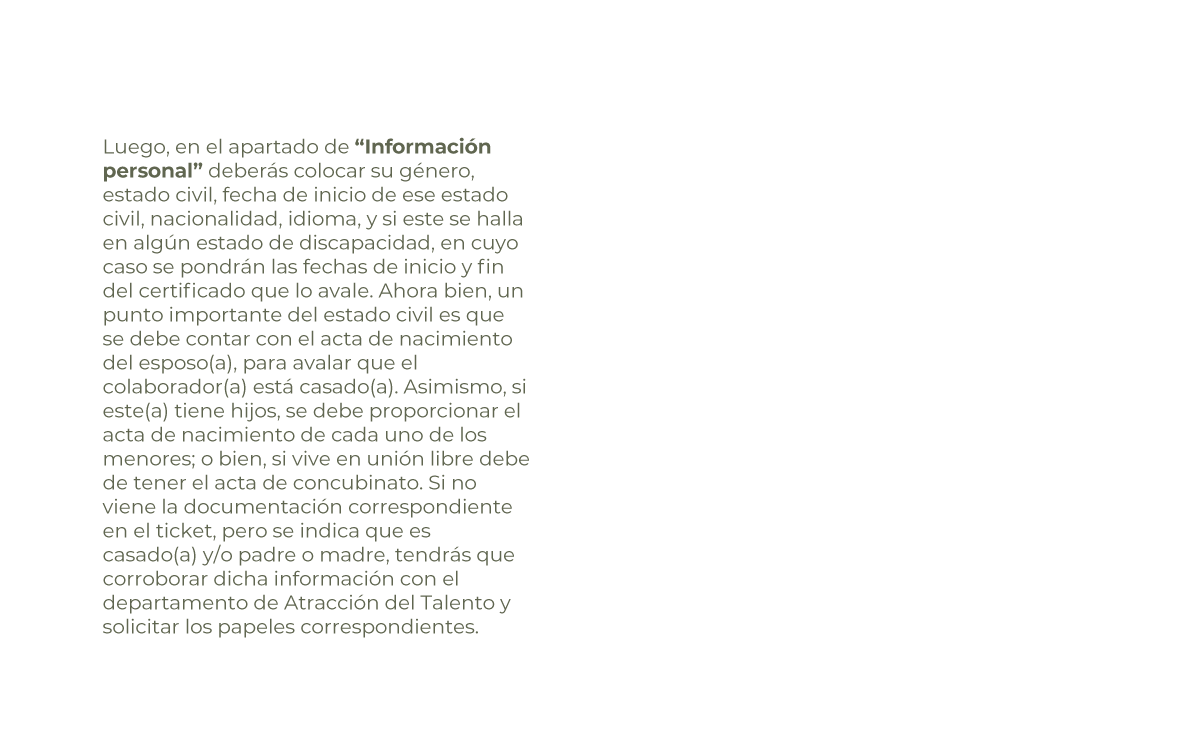 Luego, en el apartado de “Información
personal” deberás colocar su género,
estado civil, fecha de inicio de ese estado
civil, nacionalidad, idioma, y si este se halla
en algún estado de discapacidad, en cuyo
caso se pondrán las fechas de inicio y fin
del certificado que lo avale. Ahora bien, un
punto importante del estado civil es que
se debe contar con el acta de nacimiento
del esposo(a), para avalar que el
colaborador(a) está casado(a). Asimismo, si
este(a) tiene hijos, se debe proporcionar el
acta de nacimiento de cada uno de los
menores; o bien, si vive en unión libre debe
de tener el acta de concubinato. Si no
viene la documentación correspondiente
en el ticket, pero se indica que es
casado(a) y/o padre o madre, tendrás que
corroborar dicha información con el
departamento de Atracción del Talento y
solicitar los papeles correspondientes.